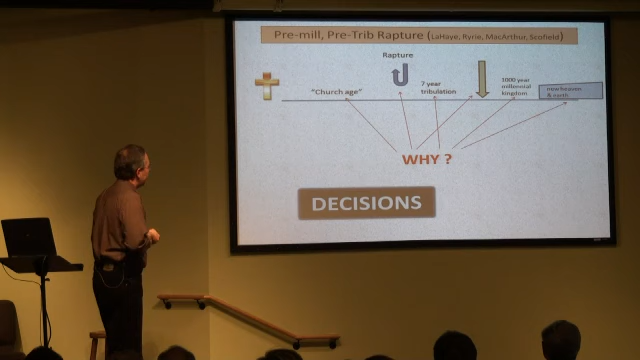 Pre-mill, Pre-Trib Rapture (LaHaye, Ryrie, MacArthur, Scofield)
Rapture
"Church age"
7 year
tribulation
1000 year
millennial
kingdom
new heaven
& earth
WHY ?
DECISIONS